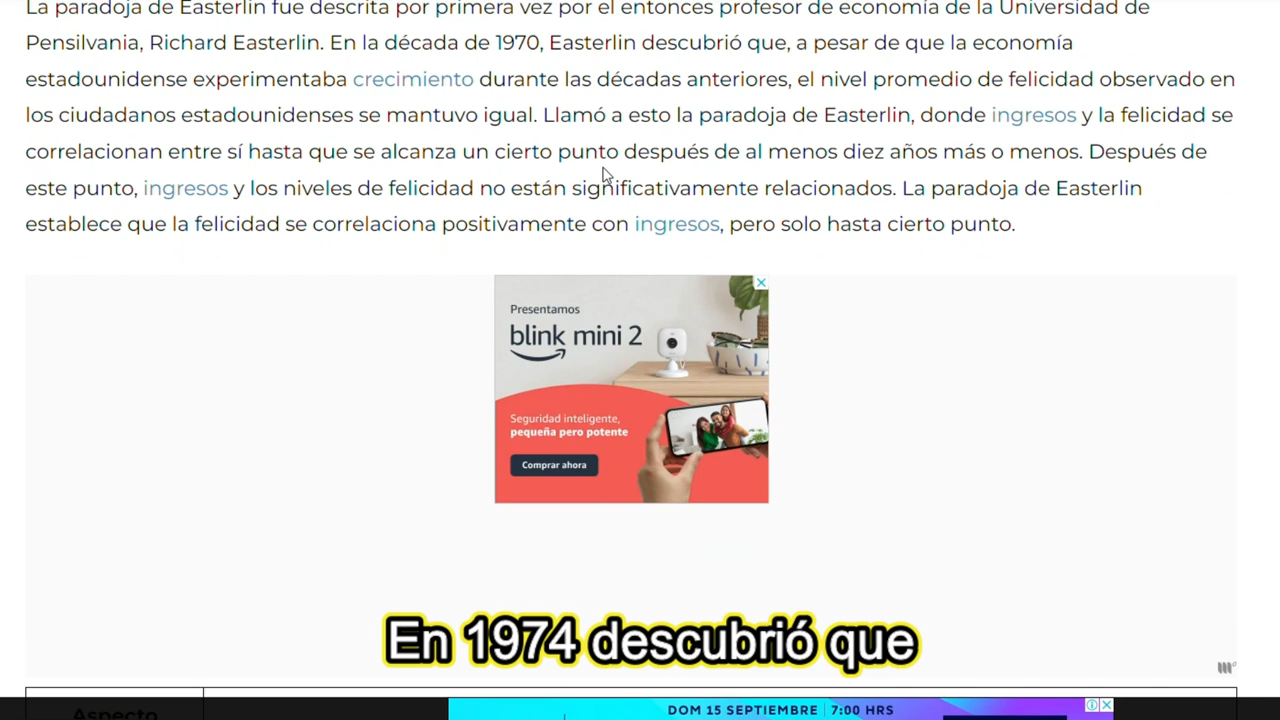 La paradoja de Easterlin fue descrita por primera vez por el entonces profesor de economía de la Universidad de
Pensilvania, Richard Easterlin. En la década de 1970, Easterlin descubrió que, a pesar de que la economía
estadounidense experimentaba crecimiento durante las décadas anteriores, el nivel promedio de felicidad observado en
los ciudadanos estadounidenses se mantuvo igual. Llamó a esto la paradoja de Easterlin, donde ingresos y la felicidad se
correlacionan entre sí hasta que se alcanza un cierto punto después de al menos diez años más o menos. Después de
este punto, ingresos y los niveles de felicidad no están significativamente relacionados. La paradoja de Easterlin
establece que la felicidad se correlaciona positivamente con ingresos, pero solo hasta cierto punto.
Presentamos
blink mini 2
Seguridad inteligente,
pequeña pero potente
Comprar ahora
En 1974 descubrió que
Aspecto
DOM 15 SEPTIEMBRE | 7:00 HRS